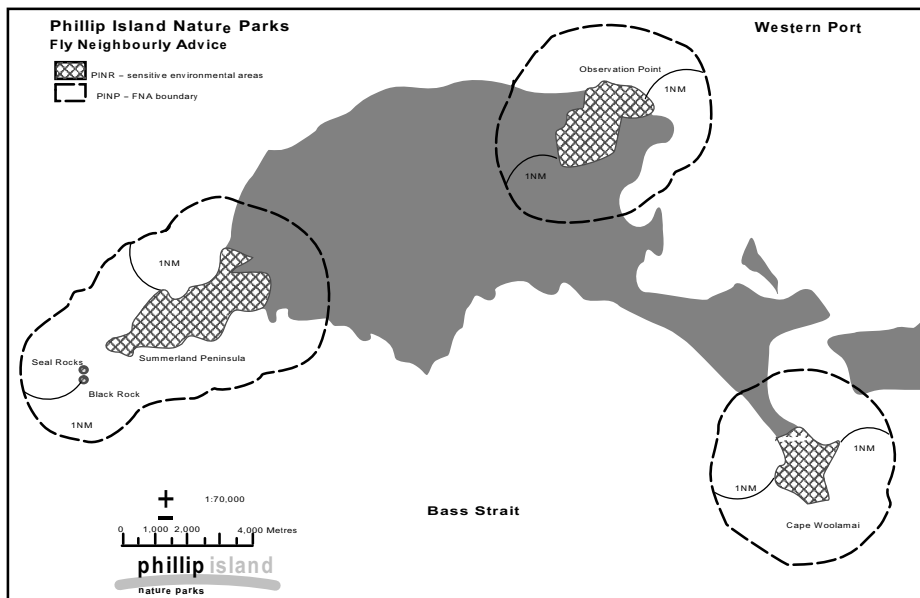 Phillip Island Nature Parks
Fly Neighbourly Advice
PINR – sensitive environmental areas
PINP – FNA boundary
Western Port
Observation Point
1NM
1NM
1NM
Summerland Peninsula
Seal Rocks
Black Rock
1NM
1NM
1NM
Cape Woolamai
Bass Strait
1:70,000
0 1,000 2,000 4,000 Metres
phillip island
nature parks